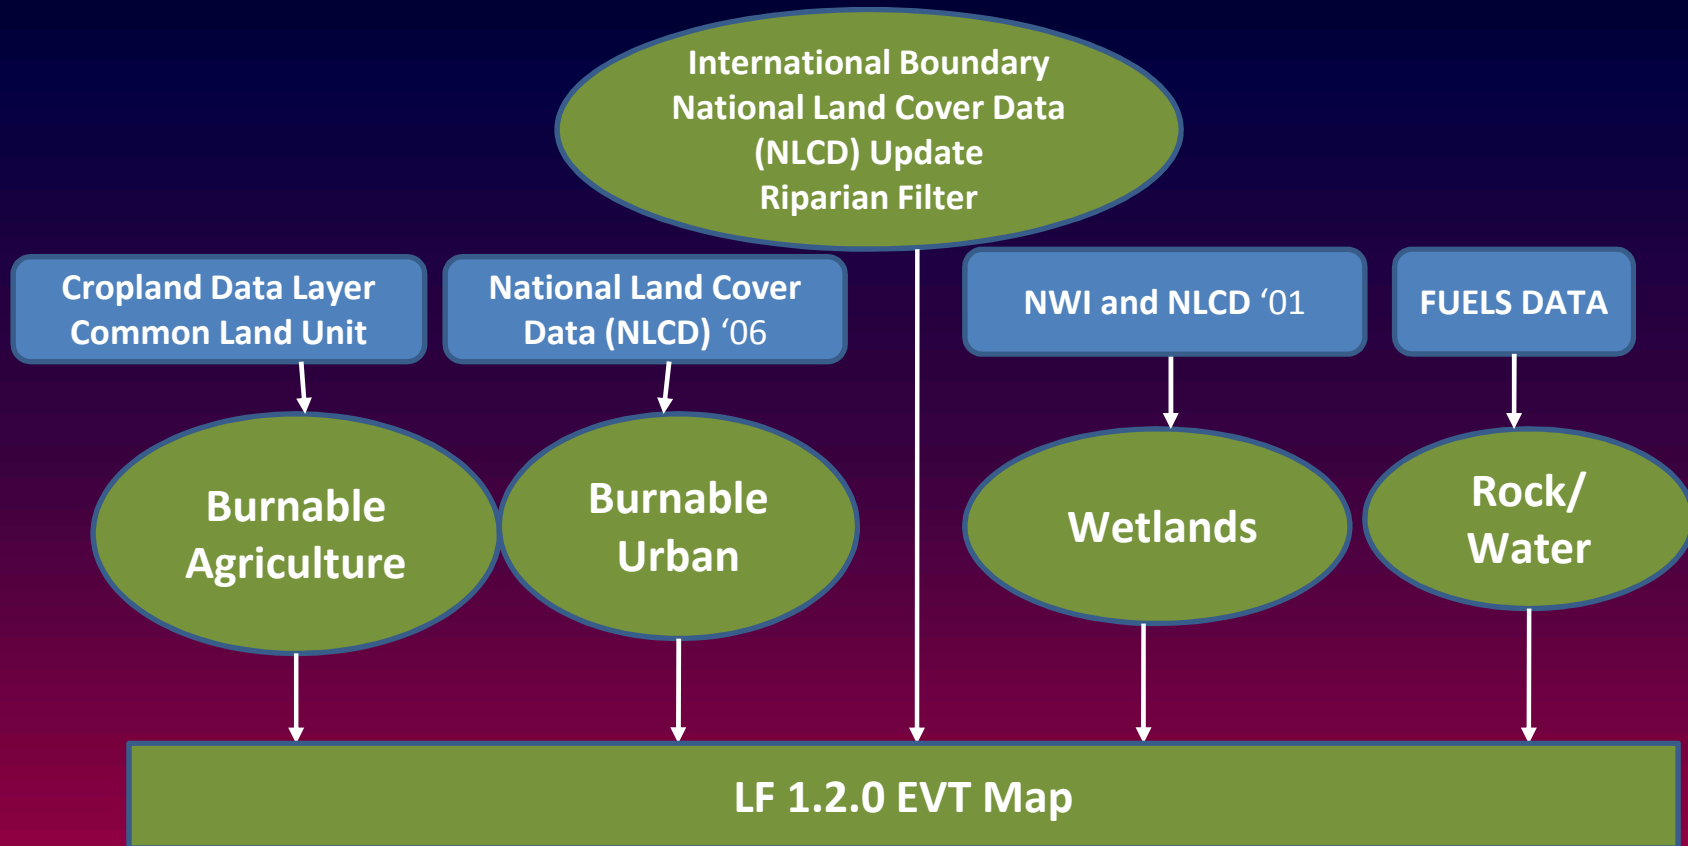 International Boundary
National Land Cover Data
(NLCD) Update
Riparian Filter
Cropland Data Layer
Common Land Unit
National Land Cover
Data (NLCD) ‘06
NWI and NLCD ‘01
FUELS DATA
Burnable
Agriculture
Burnable
Urban
Wetlands
Rock/
Water
LF 1.2.0 EVT Map